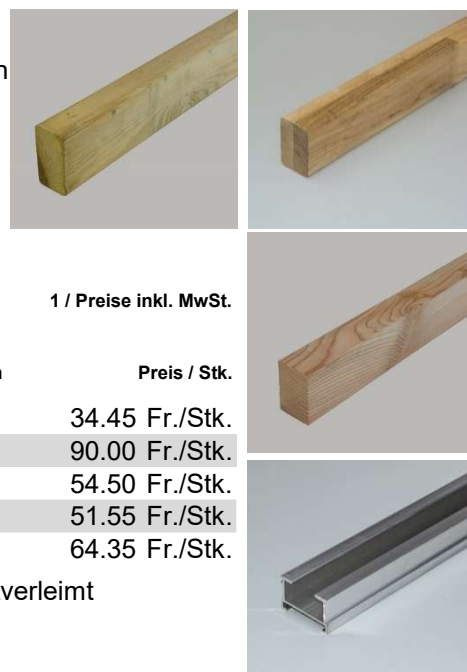 1 / Preise inkl. MwSt.
Preis / Stk.
34.45 Fr./Stk.
90.00 Fr./Stk.
54.50 Fr./Stk.
51.55 Fr./Stk.
64.35 Fr./Stk.
verleimt